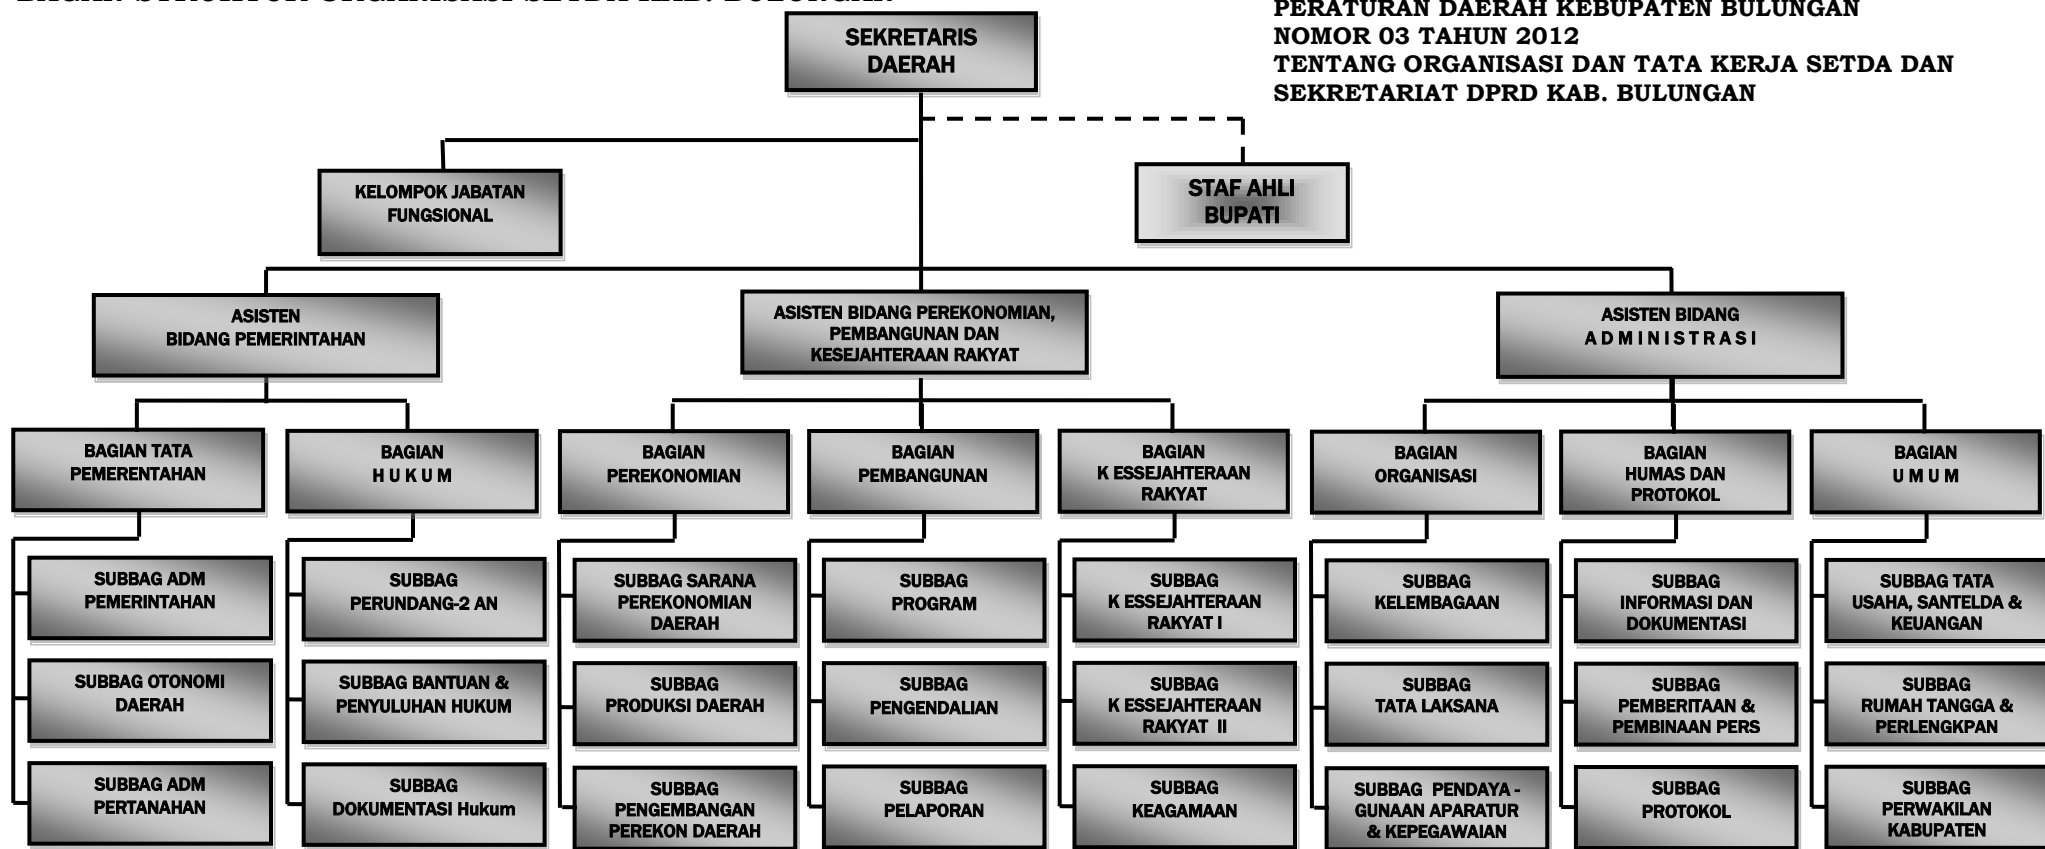 BAGAN STRUKTUR ORGANISASI SETDA KAB. BULUNGAN
PERATURAN DAERAH KEBUPATEN BULUNGAN
NOMOR 03 TAHUN 2012
TENTANG ORGANISASI DAN TATA KERJA SETDA DAN
SEKRETARIAT DPRD KAB. BULUNGAN
SEKRETARIS
DAERAH
KELOMPOK JABATAN
FUNGSIONAL
STAF AHLI
BUPATI
ASISTEN
BIDANG PEMERINTAHAN
ASISTEN BIDANG PEREKONOMIAN,
PEMBANGUNAN DAN
KESEJAHTERAAN RAKYAT
ASISTEN BIDANG
A D M I N I S T R A S I
BAGIAN TATA
PEMERENTAHAN
BAGIAN
H U K U M
BAGIAN
PEREKONOMIAN
BAGIAN
PEMBANGUNAN
BAGIAN
K ESSEJAHTERAAN
RAKYAT
BAGIAN
ORGANISASI
BAGIAN
HUMAS DAN
PROTOKOL
BAGIAN
U M U M
SUBBAG ADM
PEMERINTAHAN
SUBBAG
PERUNDANG-2 AN
SUBBAG SARANA
PEREKONOMIAN
DAERAH
SUBBAG
PROGRAM
SUBBAG
K ESSEJAHTERAAN
RAKYAT I
SUBBAG
KELEMBAGAAN
SUBBAG
INFORMASI DAN
DOKUMENTASI
SUBBAG TATA
USAHA, SANTELDA &
KEUANGAN
SUBBAG OTONOMI
DAERAH
SUBBAG BANTUAN &
PENYULUHAN HUKUM
SUBBAG
PRODUKSI DAERAH
SUBBAG
PENGENDALIAN
SUBBAG
K ESSEJAHTERAAN
RAKYAT II
SUBBAG
TATA LAKSANA
SUBBAG
PEMBERITAAN &
PEMBINAAN PERS
SUBBAG
RUMAH TANGGA &
PERLENGKPAN
SUBBAG ADM
PERTANAHAN
SUBBAG
DOKUMENTASI Hukum
SUBBAG
PENGEMBANGAN
PEREKON DAERAH
SUBBAG
PELAPORAN
SUBBAG
KEAGAMAAN
SUBBAG PENDAYA -
GUNAAN APARATUR
& KEPEGAWAIAN
SUBBAG
PROTOKOL
SUBBAG
PERWAKILAN
KABUPATEN